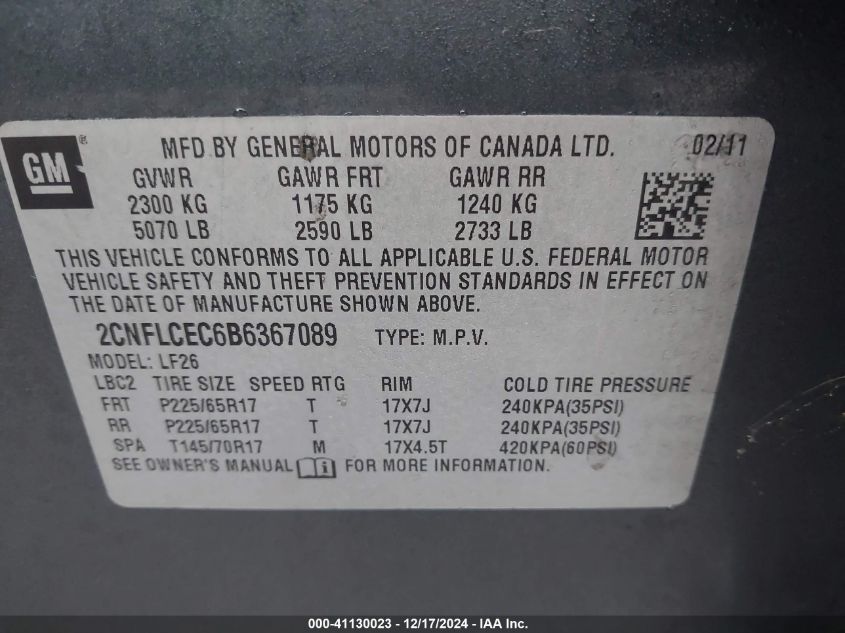 GM ®
MFD BY GENERAL MOTORS OF CANADA LTD. 02/11
GVWR GAWR FRT GAWR RR
2300 KG 1175 KG 1240 KG
5070 LB 2590 LB 2733 LB
THIS VEHICLE CONFORMS TO ALL APPLICABLE U.S. FEDERAL MOTOR
VEHICLE SAFETY AND THEFT PREVENTION STANDARDS IN EFFECT ON
THE DATE OF MANUFACTURE SHOWN ABOVE.
2CNFLCEC6B6367089 TYPE: M.P.V.
MODEL: LF26
LBC2 TIRE SIZE SPEED RTG RIM COLD TIRE PRESSURE
FRT P225/65R17 T 17X7J 240KPA(35PSI)
RR P225/65R17 T 17X7J 240KPA(35PSI)
SPA T145/70R17 M 17X4.5T 420KPA(60PSI)
SEE OWNER'S MANUAL FOR MORE INFORMATION.
000-41130023 - 12/17/2024 - IAA Inc.